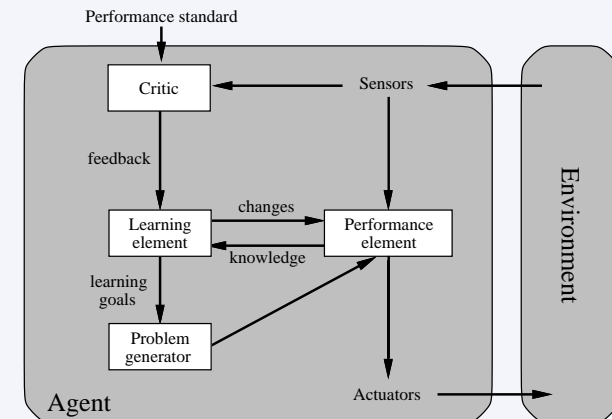 Performance standard
Critic
Sensors
feedback
changes
Learning
element
Performance
element
knowledge
learning
goals
Problem
generator
Environment
Agent
Actuators